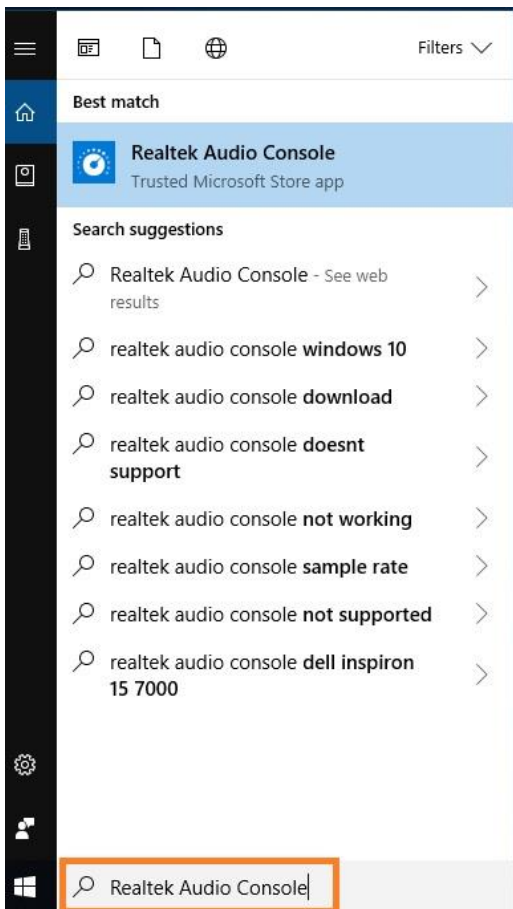 Filters
Best match
Realtek Audio Console
Trusted Microsoft Store app
Search suggestions
Realtek Audio Console - See web
results
realtek audio console windows 10
realtek audio console download
realtek audio console doesnt
support
realtek audio console not working
realtek audio console sample rate
realtek audio console not supported
realtek audio console dell inspiron
15 7000
Realtek Audio Console